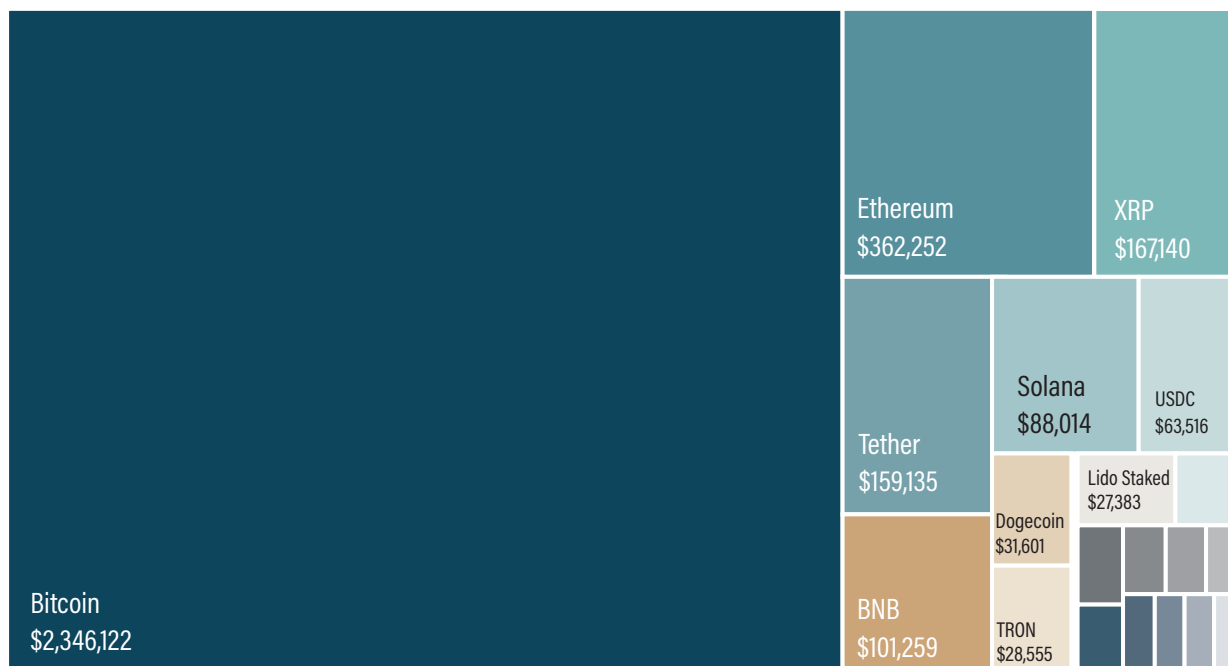 Bitcoin
$2,346,122
Ethereum
$362,252
XRP
$167,140
Tether
$159,135
Solana
$88,014
USDC
$63,516
BNB
$101,259
Dogecoin
$31,601
TRON
$28,555
Lido Staked
$27,383